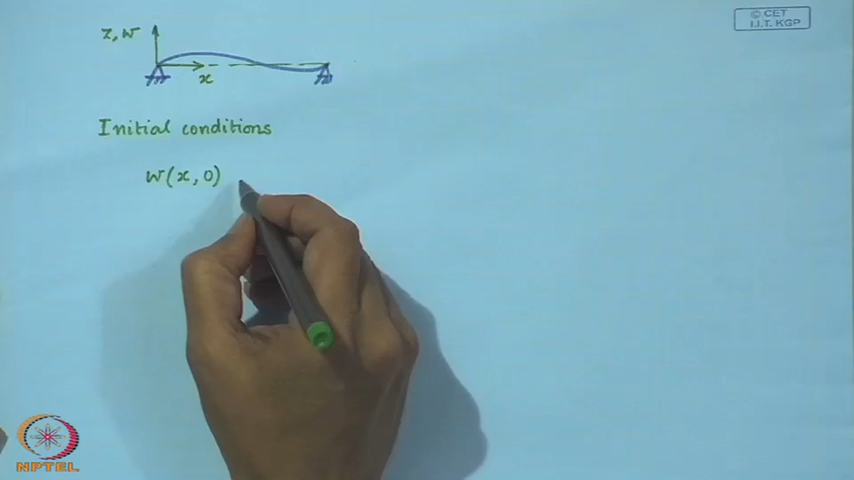 © CET
I.I.T. KGP
z, w
x
Initial conditions
w(x, 0)
NPTEL